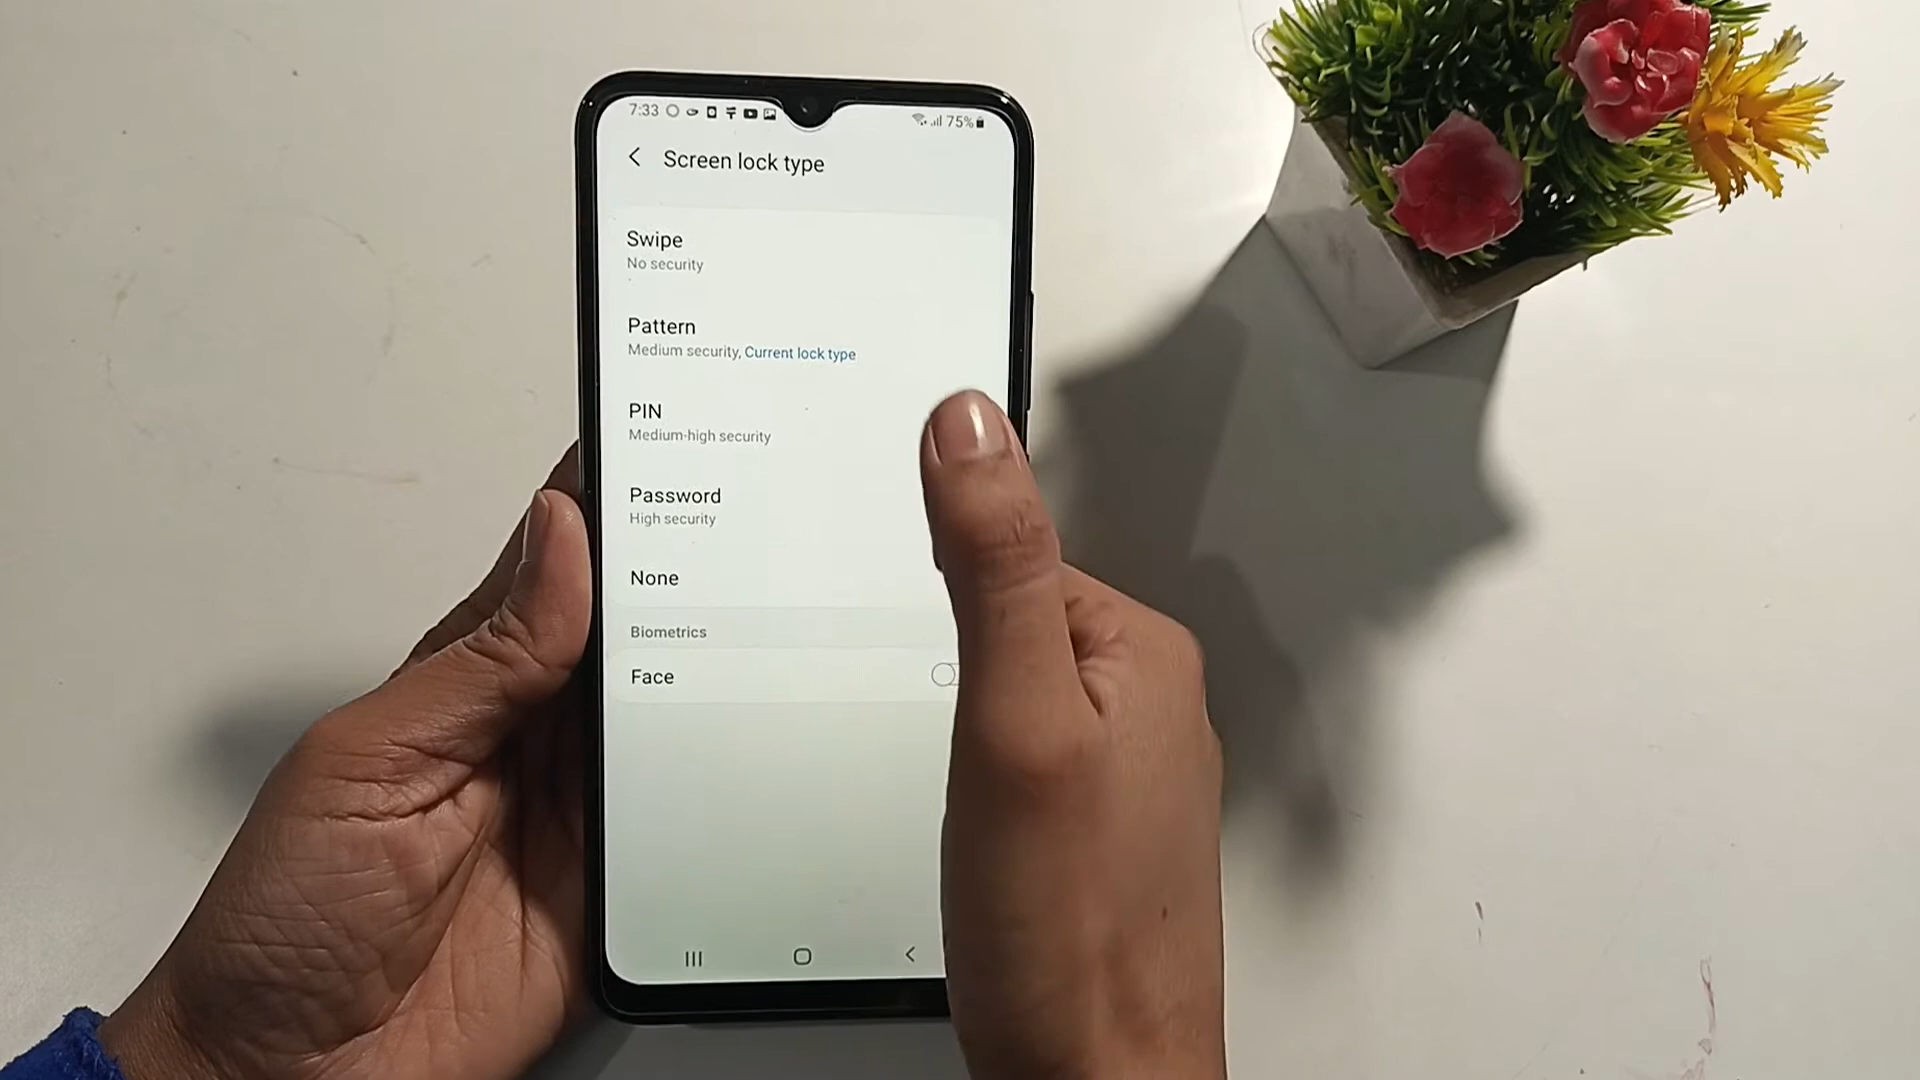 7:33 75%
Screen lock type
Swipe
No security
Pattern
Medium security, Current lock type
PIN
Medium-high security
Password
High security
None
Biometrics
Face